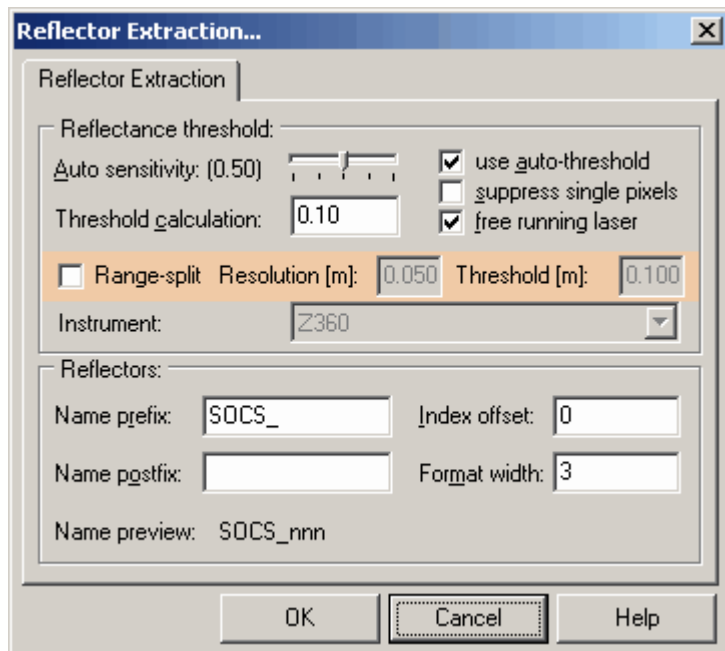 Reflector Extraction...
Reflector Extraction
Reflectance threshold:
Auto sensitivity: (0.50)
use auto-threshold
suppress single pixels
Threshold calculation: 0.10
free running laser
Range-split Resolution [m]: 0.050 Threshold [m]: 0.100
Instrument: Z360
Reflectors:
Name prefix: SOCS_ Index offset: 0
Name postfix: Format width: 3
Name preview: SOCS_nnn
OK Cancel Help